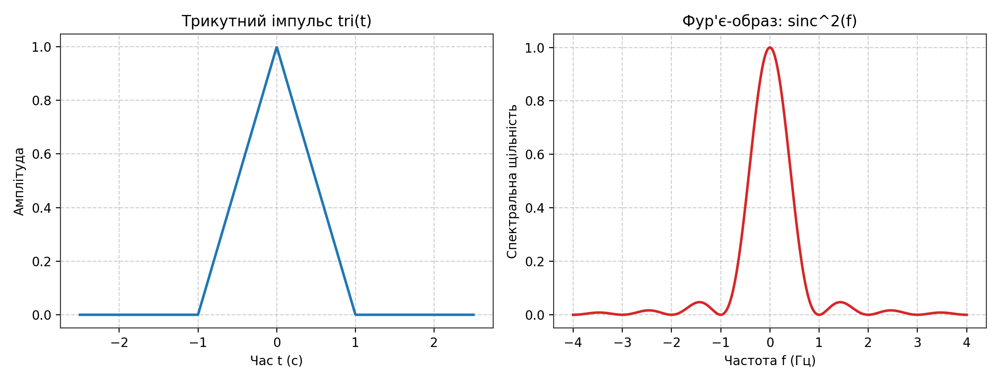 Трикутний імпульс tri(t)
Амплітуда
1.0
0.8
0.6
0.4
0.2
0.0
−2 −1 0 1 2
Час t (с)
Фур'є-образ: sinc^2(f)
Спектральна щільність
1.0
0.8
0.6
0.4
0.2
0.0
−4 −3 −2 −1 0 1 2 3 4
Частота f (Гц)